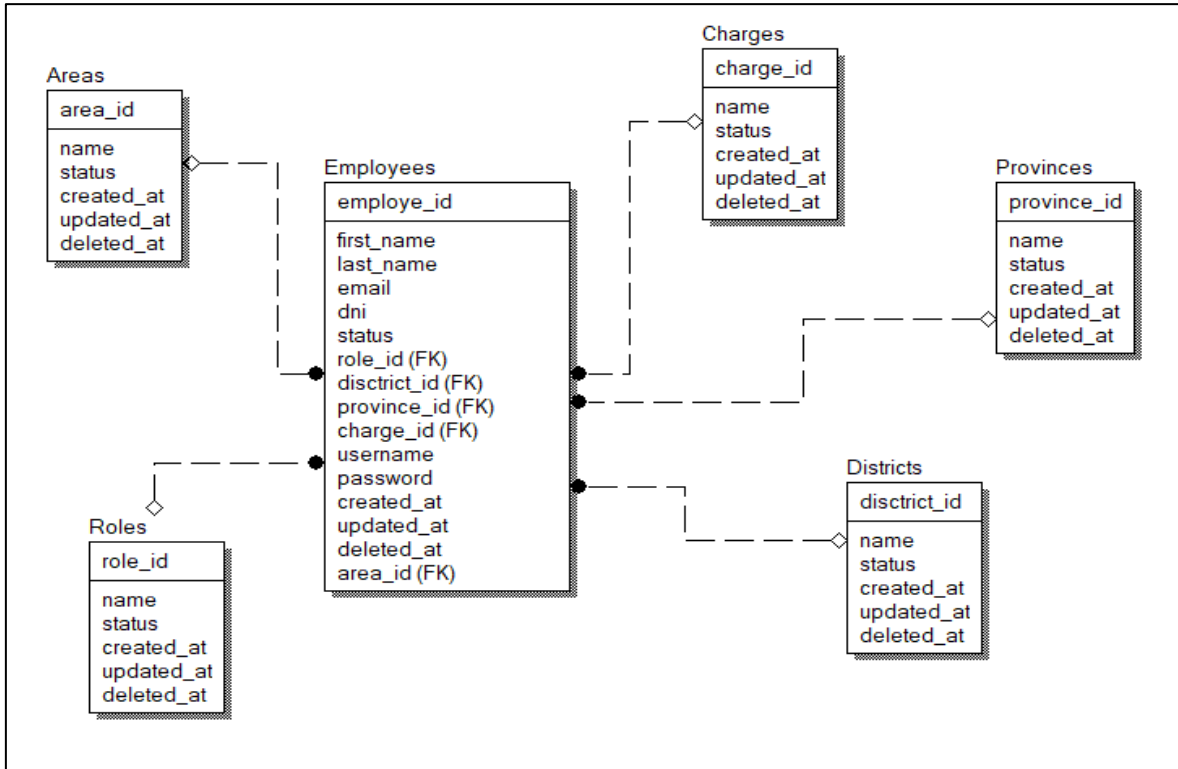 Areas
area_id
name
status
created_at
updated_at
deleted_at
Employees
employe_id
first_name
last_name
email
dni
status
role_id (FK)
disctrict_id (FK)
province_id (FK)
charge_id (FK)
username
password
created_at
updated_at
deleted_at
area_id (FK)
Charges
charge_id
name
status
created_at
updated_at
deleted_at
Provinces
province_id
name
status
created_at
updated_at
deleted_at
Roles
role_id
name
status
created_at
updated_at
deleted_at
Districts
disctrict_id
name
status
created_at
updated_at
deleted_at